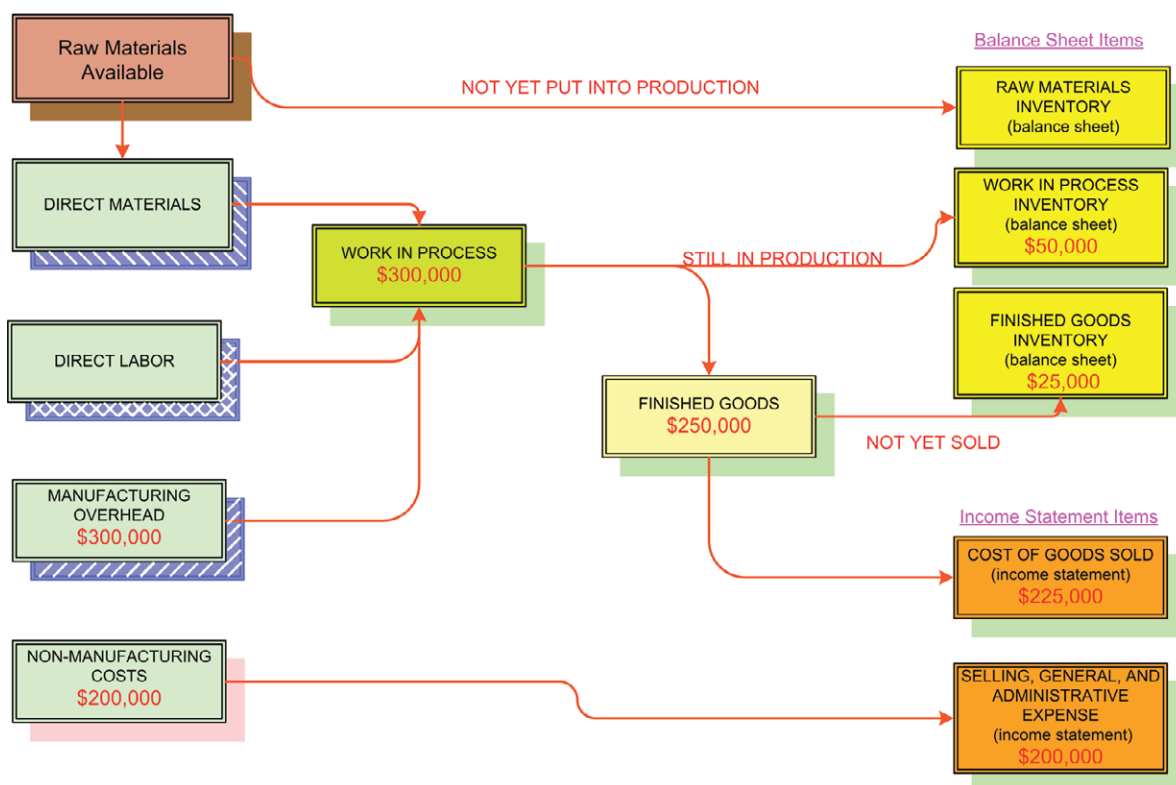 Raw Materials
Available
Balance Sheet Items
NOT YET PUT INTO PRODUCTION
RAW MATERIALS
INVENTORY
(balance sheet)
DIRECT MATERIALS
WORK IN PROCESS
$300,000
STILL IN PRODUCTION
WORK IN PROCESS
INVENTORY
(balance sheet)
$50,000
DIRECT LABOR
FINISHED GOODS
$250,000
NOT YET SOLD
FINISHED GOODS
INVENTORY
(balance sheet)
$25,000
MANUFACTURING
OVERHEAD
$300,000
Income Statement Items
COST OF GOODS SOLD
(income statement)
$225,000
NON-MANUFACTURING
COSTS
$200,000
SELLING, GENERAL, AND
ADMINISTRATIVE
EXPENSE
(income statement)
$200,000